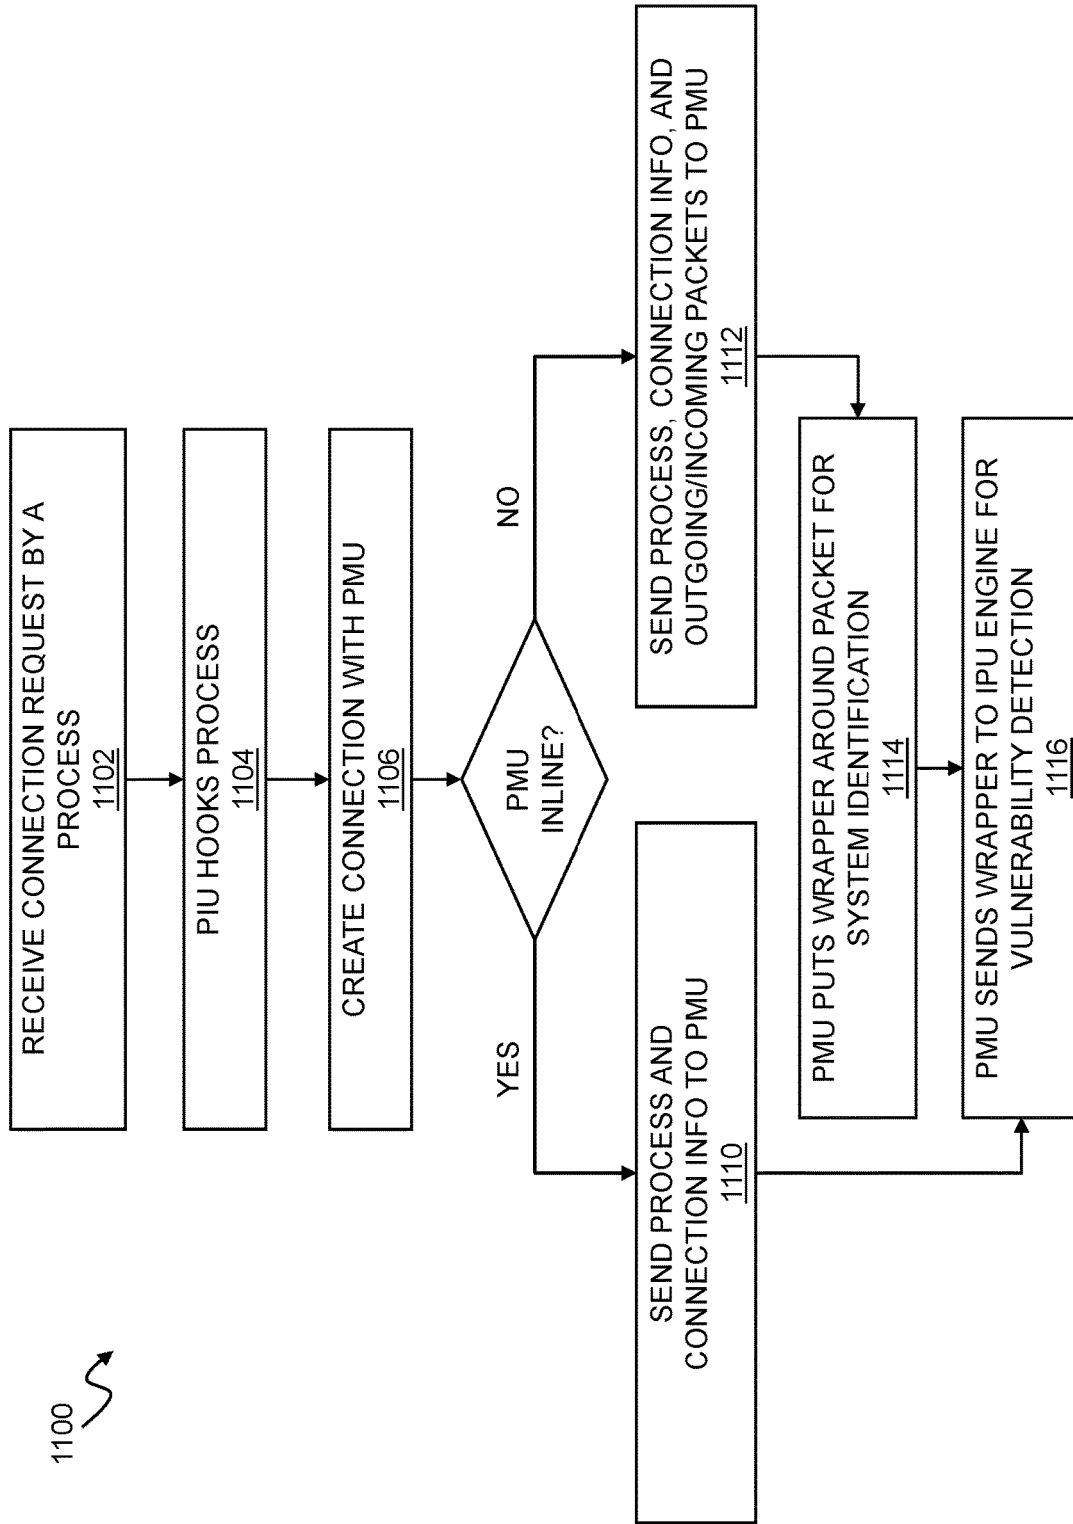 1100
RECEIVE CONNECTION REQUEST BY A
PROCESS
1102
PIU HOOKS PROCESS
1104
CREATE CONNECTION WITH PMU
1106
PMU
INLINE?
YES
NO
SEND PROCESS AND
CONNECTION INFO TO PMU
1110
SEND PROCESS, CONNECTION INFO, AND
OUTGOING/INCOMING PACKETS TO PMU
1112
PMU PUTS WRAPPER AROUND PACKET FOR
SYSTEM IDENTIFICATION
1114
PMU SENDS WRAPPER TO IPU ENGINE FOR
VULNERABILITY DETECTION
1116